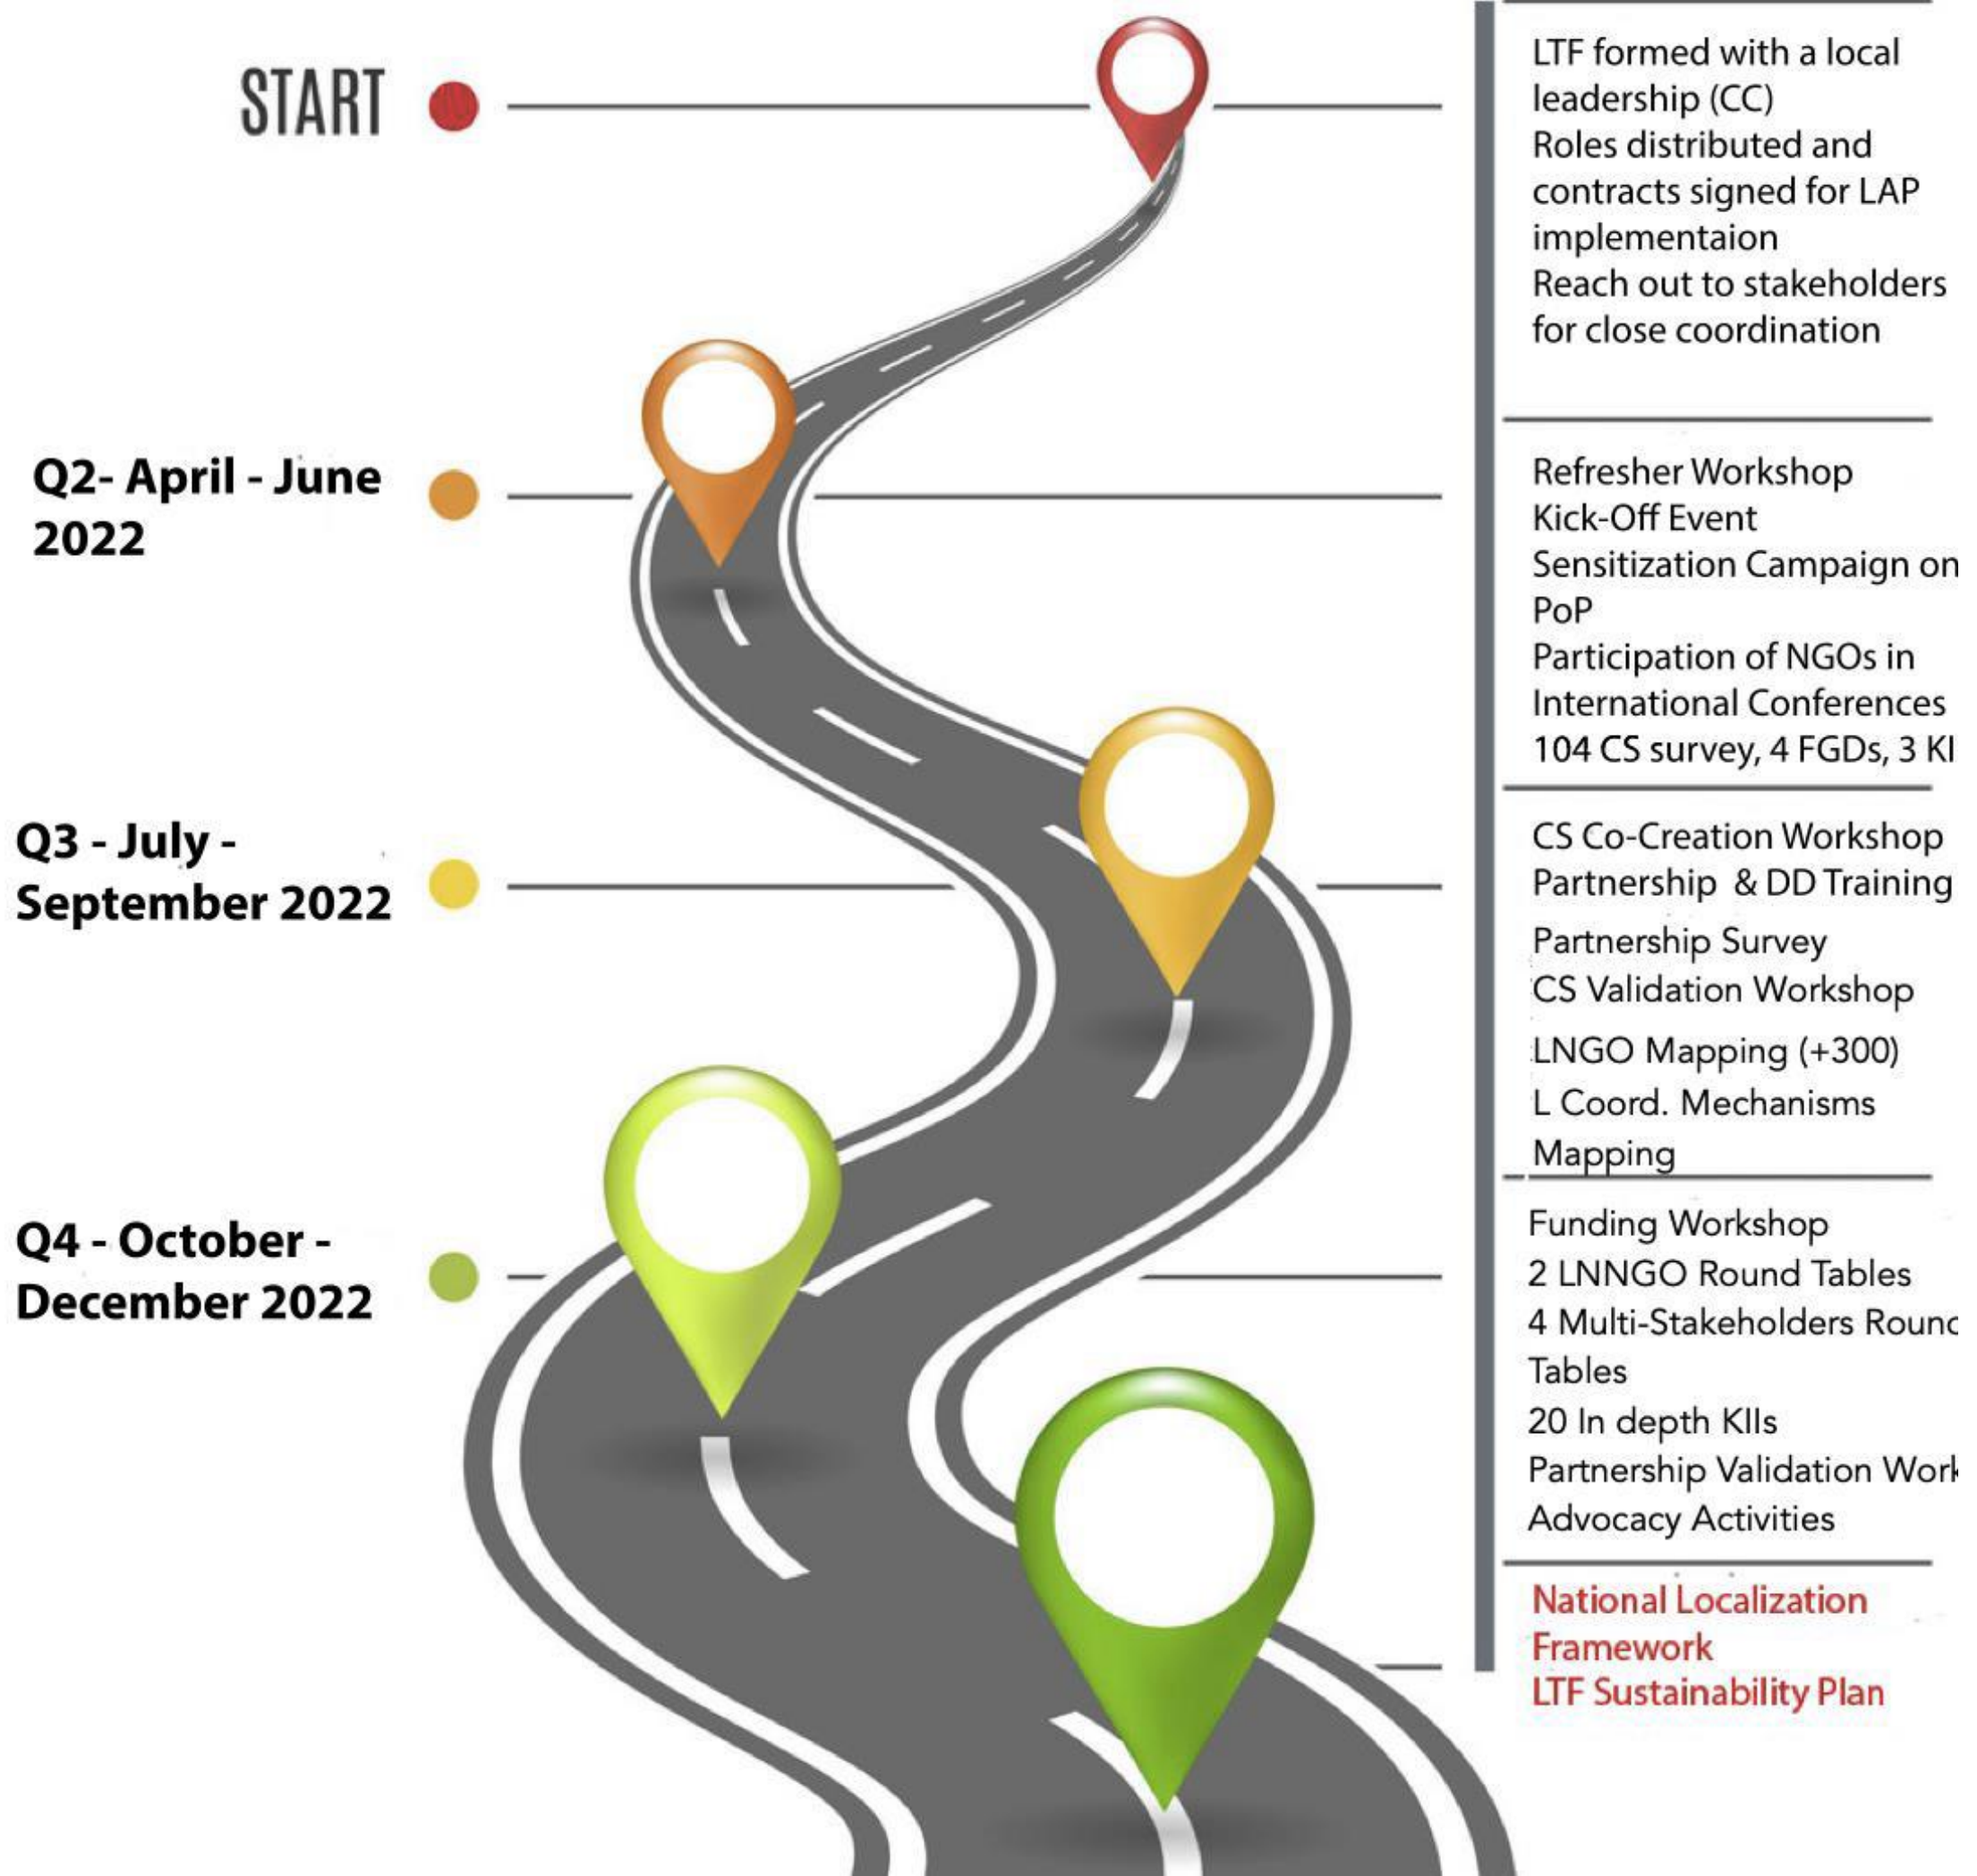 START
LTF formed with a local
leadership (CC)
Roles distributed and
contracts signed for LAP
implementaion
Reach out to stakeholders
for close coordination
Q2- April - June
2022
Refresher Workshop
Kick-Off Event
Sensitization Campaign on
PoP
Participation of NGOs in
International Conferences
104 CS survey, 4 FGDs, 3 KI
Q3 - July -
September 2022
CS Co-Creation Workshop
Partnership & DD Training
Partnership Survey
CS Validation Workshop
LNGO Mapping (+300)
L Coord. Mechanisms
Mapping
Q4 - October -
December 2022
Funding Workshop
2 LNNGO Round Tables
4 Multi-Stakeholders Round
Tables
20 In depth KIIs
Partnership Validation Work
Advocacy Activities
National Localization
Framework
LTF Sustainability Plan